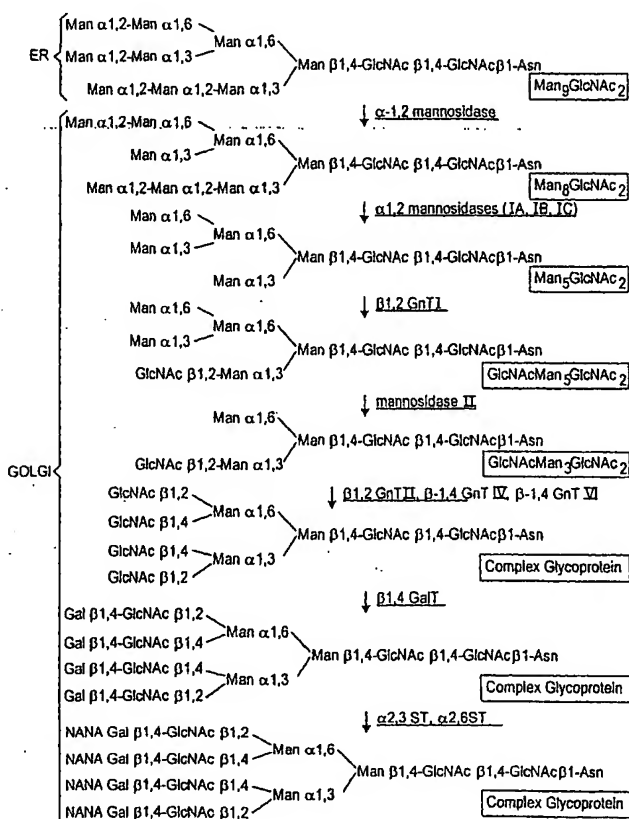 ER
Man α1,2-Man α1,6
Man α1,6
Man α1,2-Man α1,3
Man β1,4-GlcNAc β1,4-GlcNAcβ1-Asn
Man α1,2-Man α1,2-Man α1,3
Man9GlcNAc2
↓ α-1,2 mannosidase
GOLGI
Man α1,2-Man α1,6
Man α1,6
Man α1,3
Man β1,4-GlcNAc β1,4-GlcNAcβ1-Asn
Man α1,2-Man α1,2-Man α1,3
Man8GlcNAc2
↓ α1,2 mannosidases (IA, IB, IC)
Man α1,6
Man α1,6
Man α1,3
Man β1,4-GlcNAc β1,4-GlcNAcβ1-Asn
Man α1,3
Man5GlcNAc2
↓ β1,2 GnTI
Man α1,6
Man α1,6
Man α1,3
Man β1,4-GlcNAc β1,4-GlcNAcβ1-Asn
GlcNAc β1,2-Man α1,3
GlcNAcMan5GlcNAc2
↓ mannosidase II
Man α1,6
Man β1,4-GlcNAc β1,4-GlcNAcβ1-Asn
GlcNAc β1,2-Man α1,3
GlcNAcMan3GlcNAc2
↓ β1,2 GnTII, β-1,4 GnT IV, β-1,4 GnT VI
GlcNAc β1,2
Man α1,6
GlcNAc β1,4
Man β1,4-GlcNAc β1,4-GlcNAcβ1-Asn
GlcNAc β1,4
Man α1,3
GlcNAc β1,2
Complex Glycoprotein
↓ β1,4 GalT
Gal β1,4-GlcNAc β1,2
Man α1,6
Gal β1,4-GlcNAc β1,4
Man β1,4-GlcNAc β1,4-GlcNAcβ1-Asn
Gal β1,4-GlcNAc β1,4
Man α1,3
Gal β1,4-GlcNAc β1,2
Complex Glycoprotein
↓ α2,3 ST, α2,6ST
NANA Gal β1,4-GlcNAc β1,2
Man α1,6
NANA Gal β1,4-GlcNAc β1,4
Man β1,4-GlcNAc β1,4-GlcNAcβ1-Asn
NANA Gal β1,4-GlcNAc β1,4
Man α1,3
NANA Gal β1,4-GlcNAc β1,2
Complex Glycoprotein